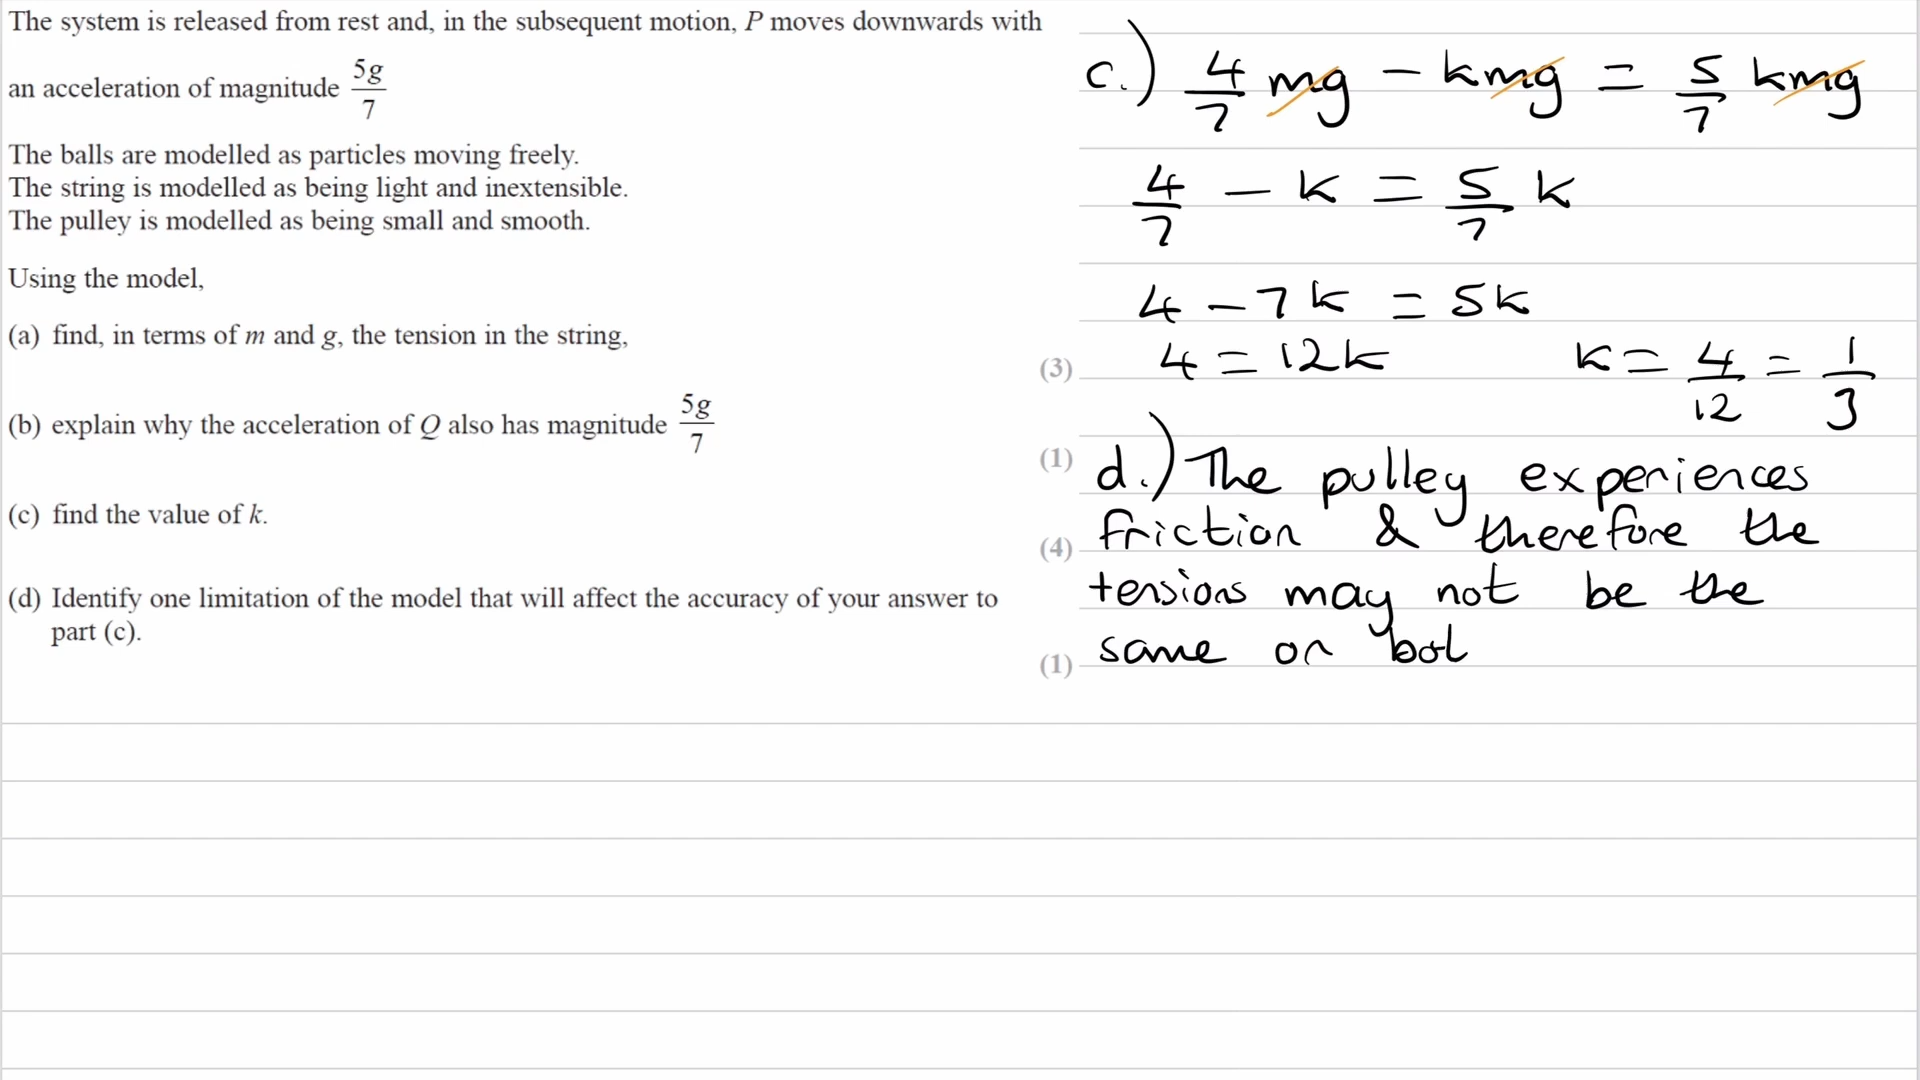 The system is released from rest and, in the subsequent motion, P moves downwards with
an acceleration of magnitude 5g/7
The balls are modelled as particles moving freely.
The string is modelled as being light and inextensible.
The pulley is modelled as being small and smooth.
Using the model,
(a) find, in terms of m and g, the tension in the string,
(3)
(b) explain why the acceleration of Q also has magnitude 5g/7
(1)
(c) find the value of k.
(4)
(d) Identify one limitation of the model that will affect the accuracy of your answer to
part (c).
(1)
c.) 4/7 mg - kmg = 5/7 kmg
4/7 - k = 5/7 k
4 - 7k = 5k
4 = 12k k = 4/12 = 1/3
d.) The pulley experiences
friction & therefore the
tensions may not be the
same on bot